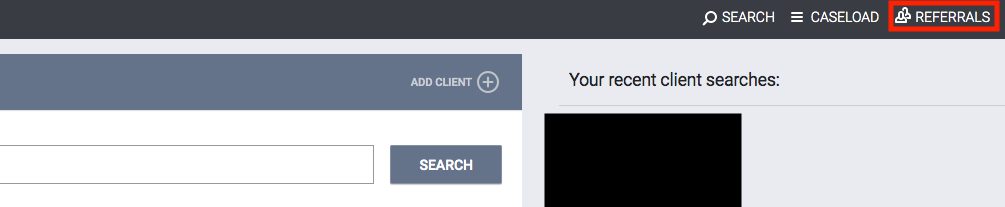 SEARCH CASELOAD REFERRALS
ADD CLIENT
Your recent client searches:
SEARCH